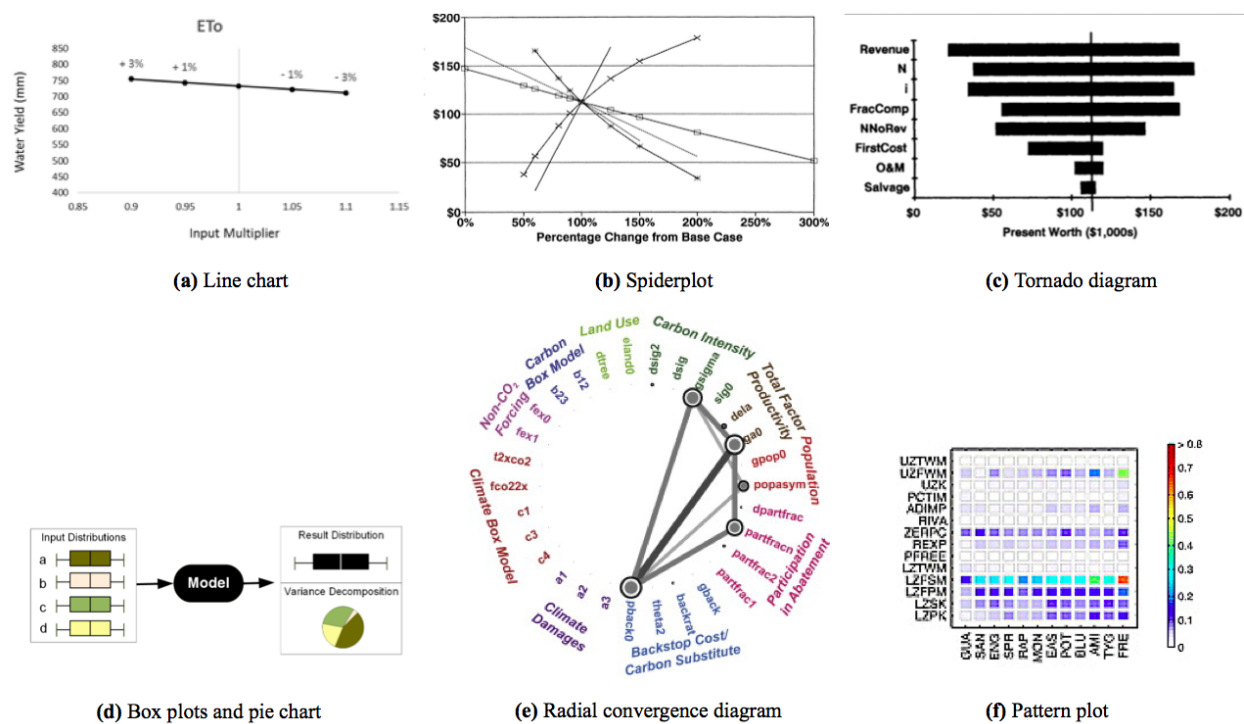 ETo
850
800
750
700
650
600
550
500
450
400
Water Yield (mm)
+ 3%
+ 1%
- 1%
- 3%
0.85
0.9
0.95
1
1.05
1.1
1.15
Input Multiplier
(a) Line chart
$200
$150
$100
$50
$0
0%
50%
100%
150%
200%
250%
300%
Percentage Change from Base Case
(b) Spiderplot
Revenue
N
i
FracComp
NNoRev
FirstCost
O&M
Salvage
$0
$50
$100
$150
$200
Present Worth ($1,000s)
(c) Tornado diagram
Input Distributions
a
b
c
d
Model
Result Distribution
Variance Decomposition
(d) Box plots and pie chart
Land Use
dtree
eland0
Carbon Intensity
dsig2
dsig
gsigma
sig0
Total Factor
Productivity
dela
ga0
Population
gpop0
popasym
Participation
in Abatement
dpartfrac
partfracn
partfrac2
partfrac1
Backstop Cost/
Carbon Substitute
gback
backrat
theta2
pback0
Climate
Damages
a3
a2
a1
Climate Box Model
c4
c3
c1
fco22x
t2xco2
Non-CO₂
Forcing
fex1
fex0
Carbon
Box Model
b23
b12
(e) Radial convergence diagram
UZTWM
UZFWM
UZK
PCTIM
ADIMP
RIVA
ZERPC
REXP
PFREE
LZTWM
LZFSM
LZFPM
LZSK
LZPK
GUA
SAN
ENG
SPR
RAP
MON
EAS
POT
BLU
AMI
TYG
FRE
> 0.8
0.7
0.6
0.5
0.4
0.3
0.2
0.1
0
(f) Pattern plot